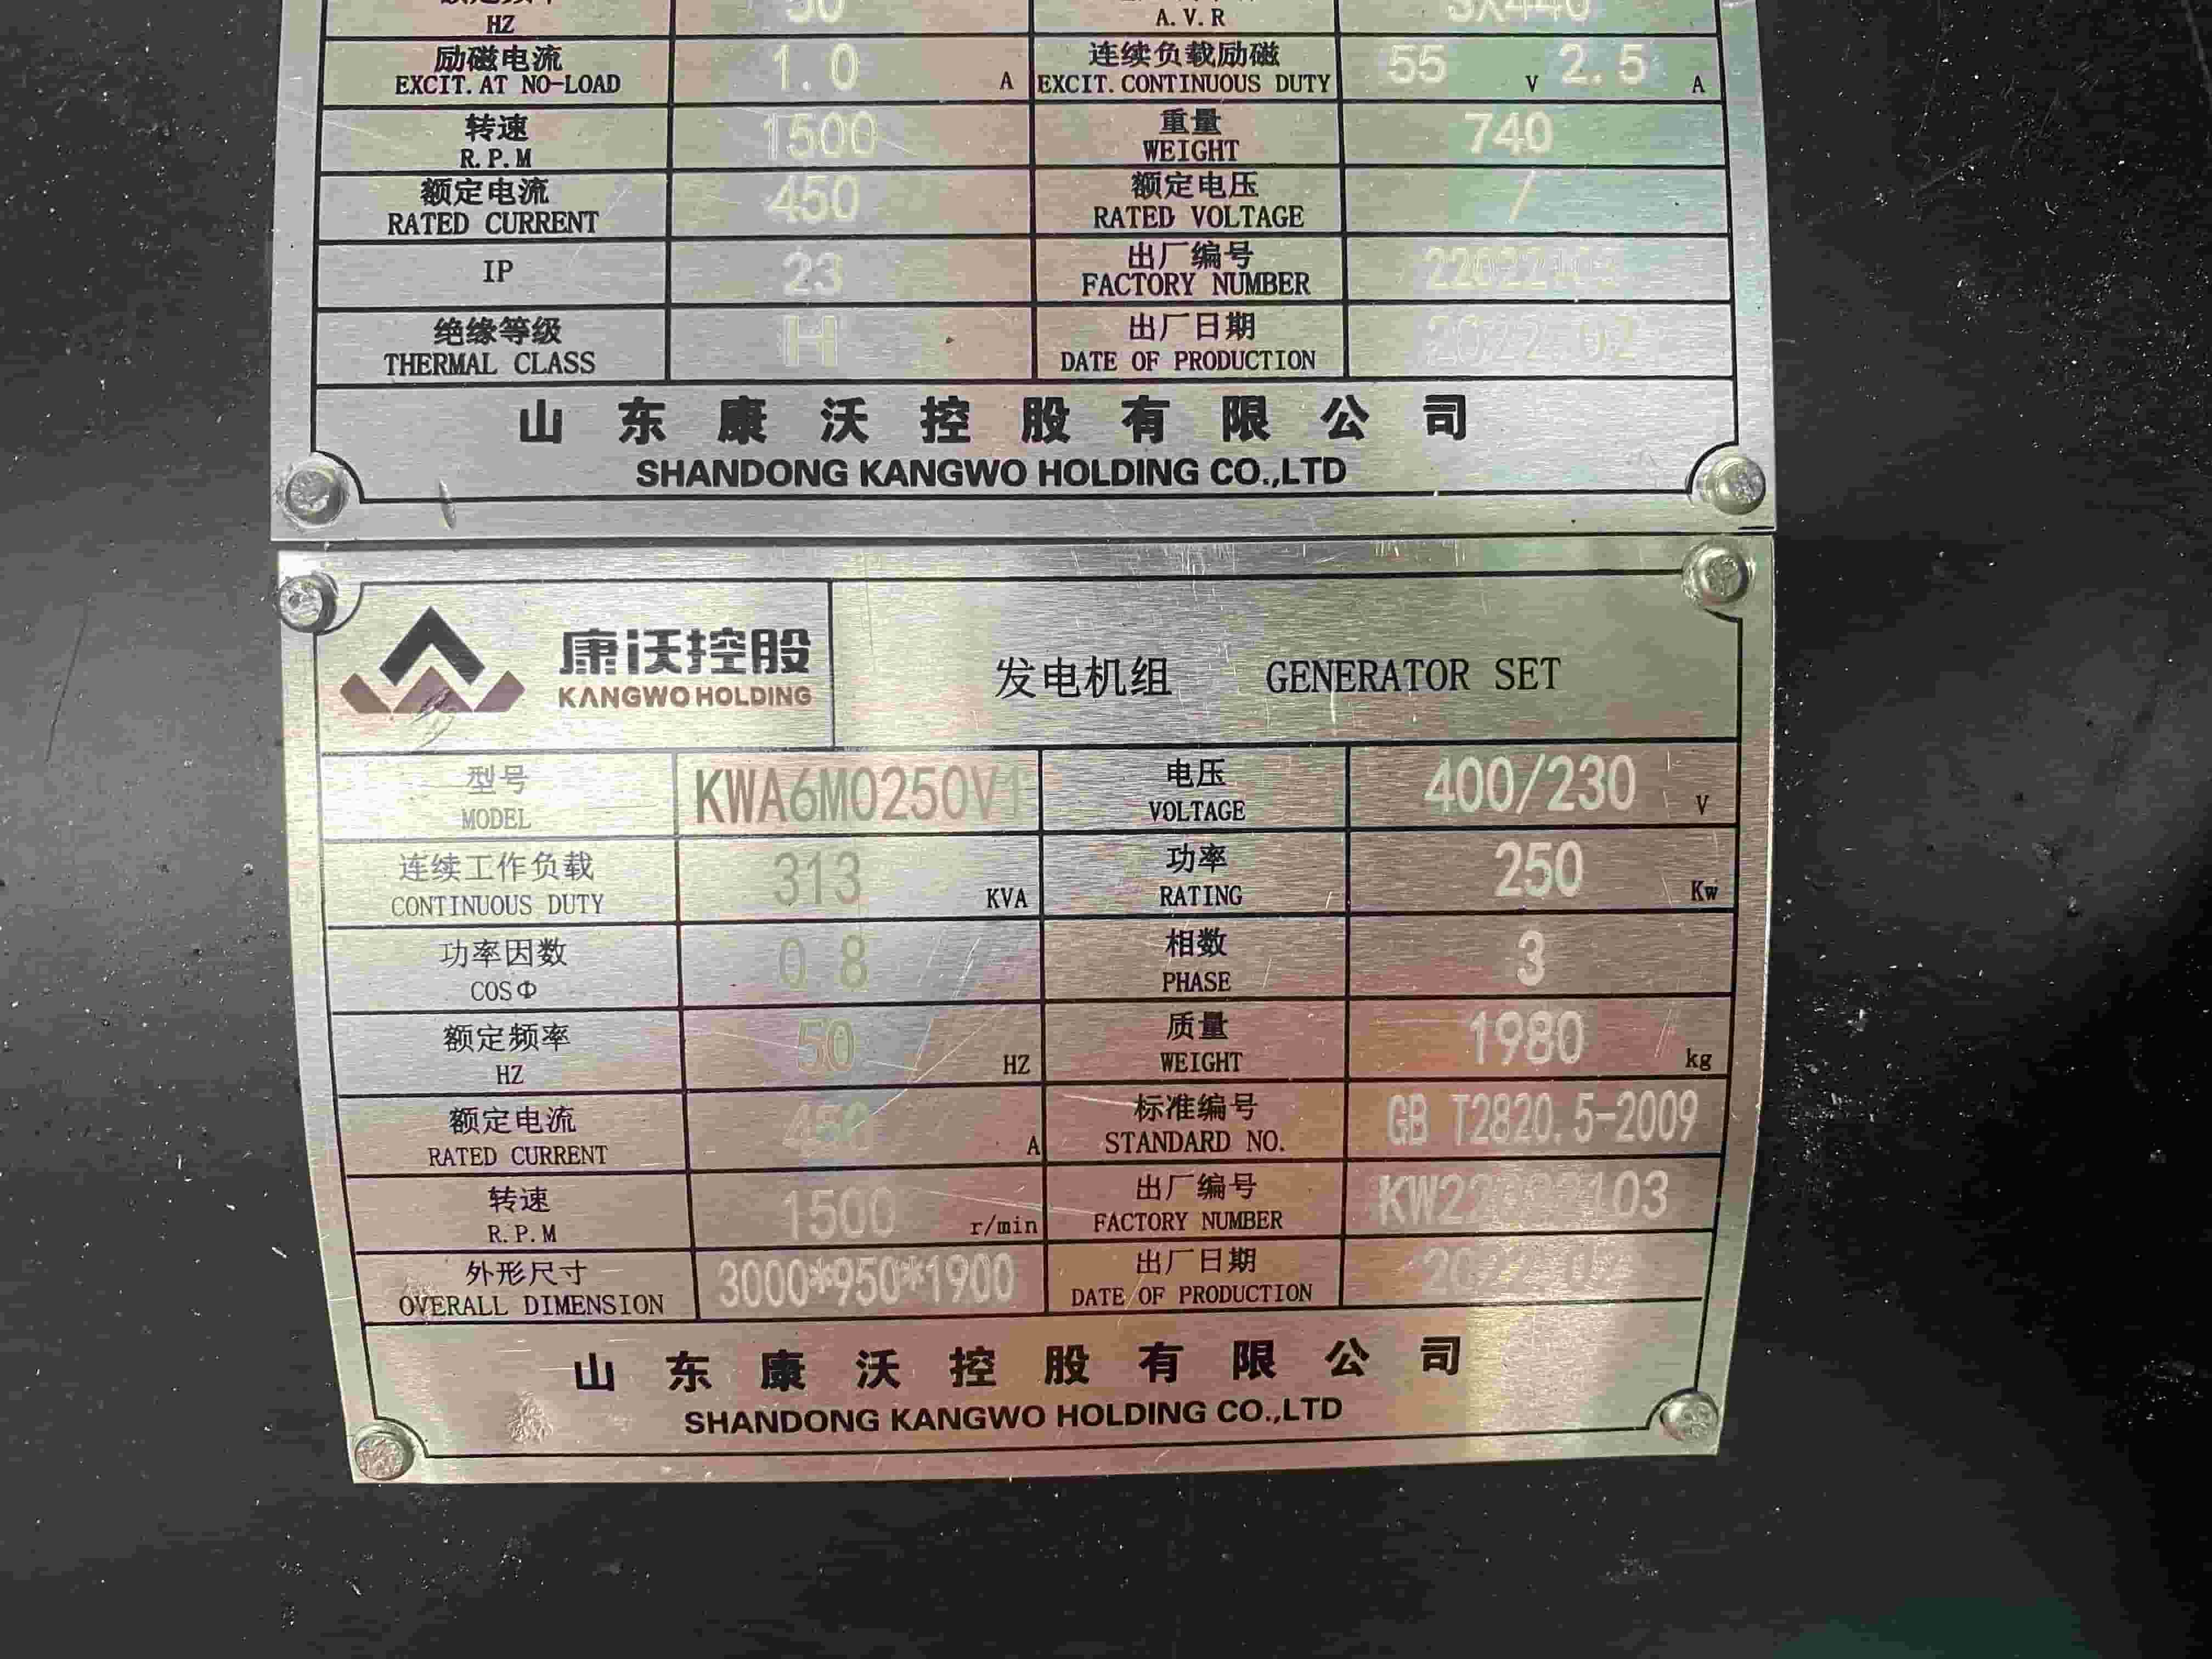 HZ 50 A.V.R SX440
励磁电流 1.0 连续负载励磁 55 2.5
EXCIT.AT NO-LOAD A EXCIT.CONTINUOUS DUTY V A
转速 1500 重量 740
R.P.M WEIGHT
额定电流 450 额定电压 /
RATED CURRENT RATED VOLTAGE
IP 23 出厂编号
FACTORY NUMBER
绝缘等级 H 出厂日期 2022.02
THERMAL CLASS DATE OF PRODUCTION
山东康沃控股有限公司
SHANDONG KANGWO HOLDING CO.,LTD
康沃控股
KANGWO HOLDING
发电机组 GENERATOR SET
型号 KWA6M0250V1 电压 400/230
MODEL VOLTAGE V
连续工作负载 313 功率 250
CONTINUOUS DUTY KVA RATING Kw
功率因数 0.8 相数 3
COSΦ PHASE
额定频率 50 质量 1980
HZ HZ WEIGHT kg
额定电流 450 标准编号 GB T2820.5-2009
RATED CURRENT A STANDARD NO.
转速 1500 出厂编号
R.P.M r/min FACTORY NUMBER
外形尺寸 3000*950*1900 出厂日期
OVERALL DIMENSION DATE OF PRODUCTION
山东康沃控股有限公司
SHANDONG KANGWO HOLDING CO.,LTD